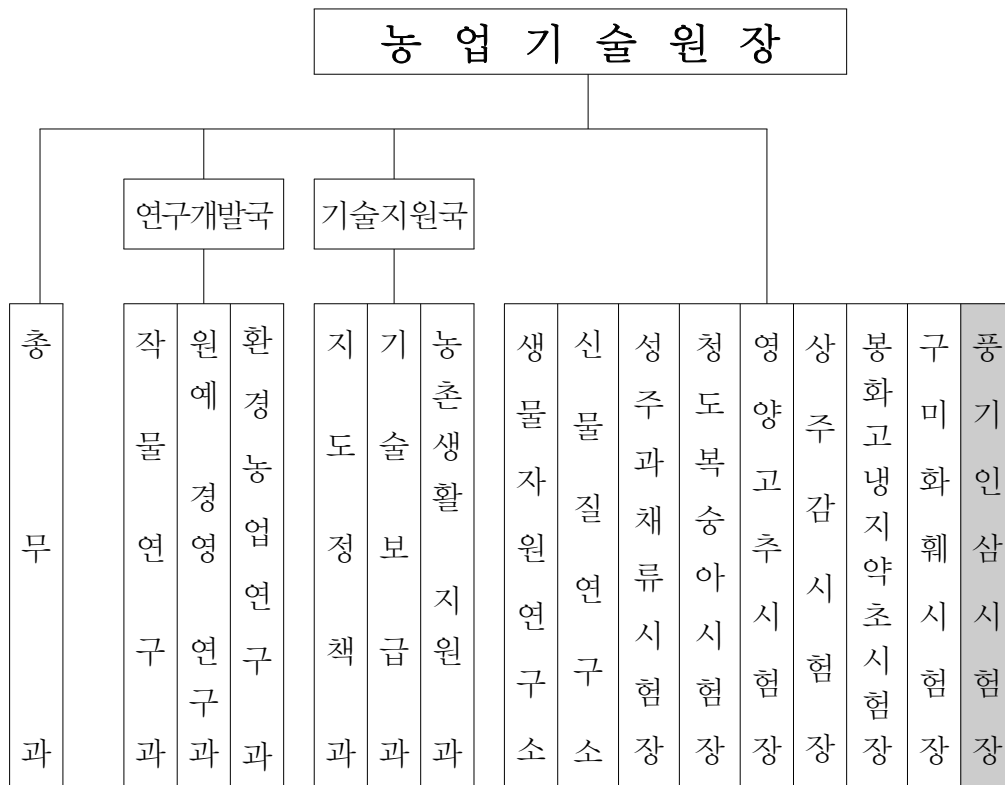 농 업 기 술 원 장
연구개발국
기술지원국
총무과
작물연구과
원예경영연구과
환경농업연구과
지도정책과
기술보급과
농촌생활지원과
생물자원연구소
신물질연구소
성주과채류시험장
청도복숭아시험장
영양고추시험장
상주감시험장
봉화고냉지약초시험장
구미화훼시험장
풍기인삼시험장